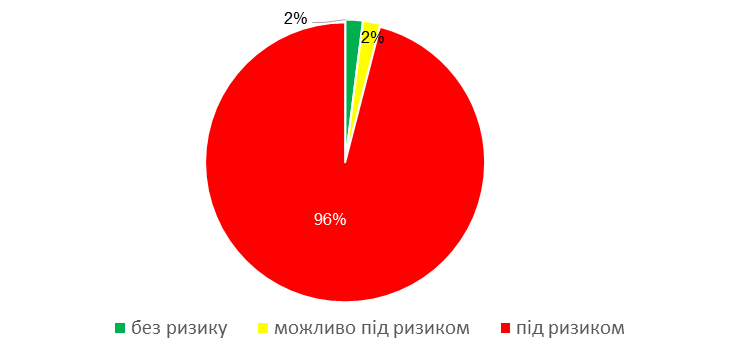 2%
2%
96%
без ризику
можливо під ризиком
під ризиком